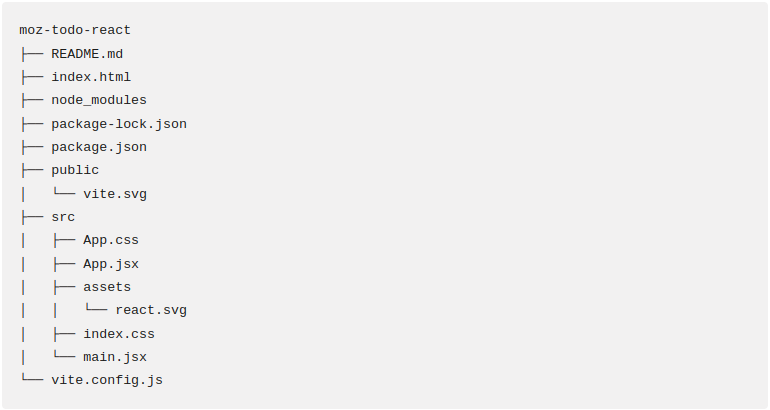 moz-todo-react
├── README.md
├── index.html
├── node_modules
├── package-lock.json
├── package.json
├── public
│   └── vite.svg
├── src
│   ├── App.css
│   ├── App.jsx
│   ├── assets
│   │   └── react.svg
│   ├── index.css
│   └── main.jsx
└── vite.config.js